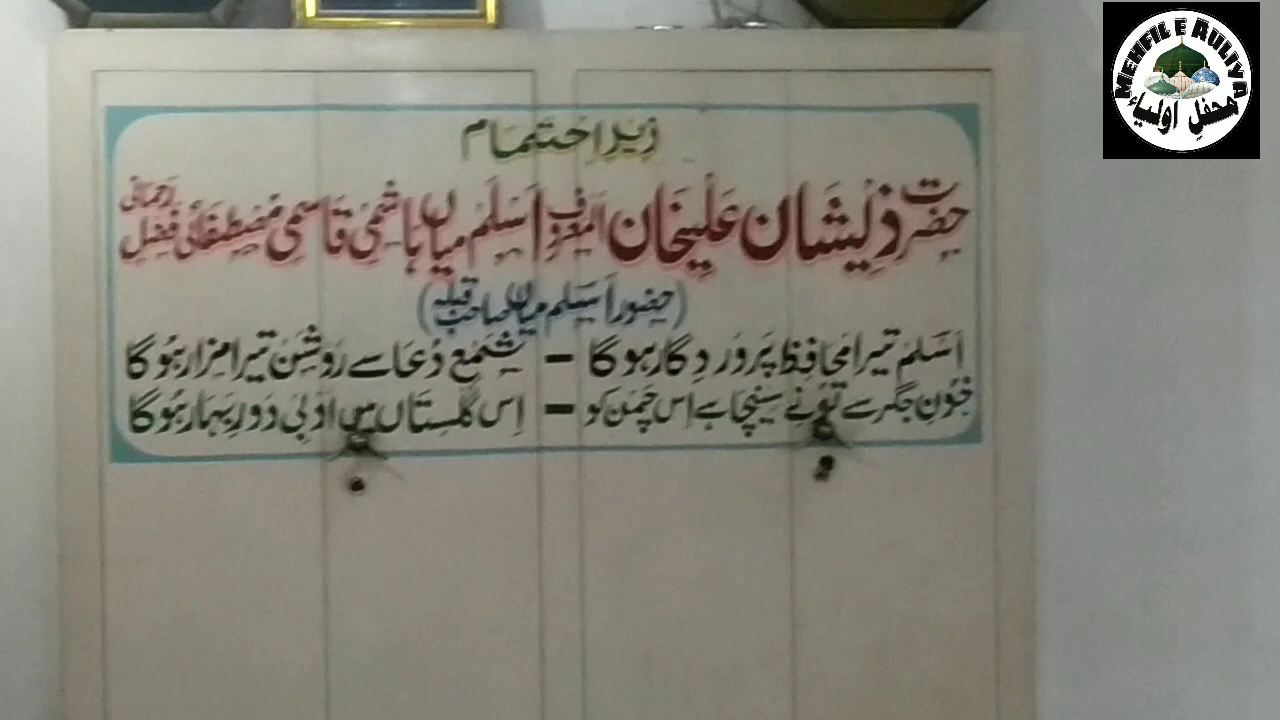 زیرِ احتمام
حضرت ذیشان علیخان المعروف اسلم میاں ہاشمی قاسمی مصطفائی فضل رحمانی
(حضور اسلم میاں صاحب قبلہ)
اسلم تیرا محافظ پروردگار ہوگا – شمع دعا سے روشن تیرا مزار ہوگا
خونِ جگر سے تونے سینچا ہے اس چمن کو – اس گلستاں میں ادبی دورِ بہار ہوگا
MEHFIL E AULIYA
محفلِ اولیاء